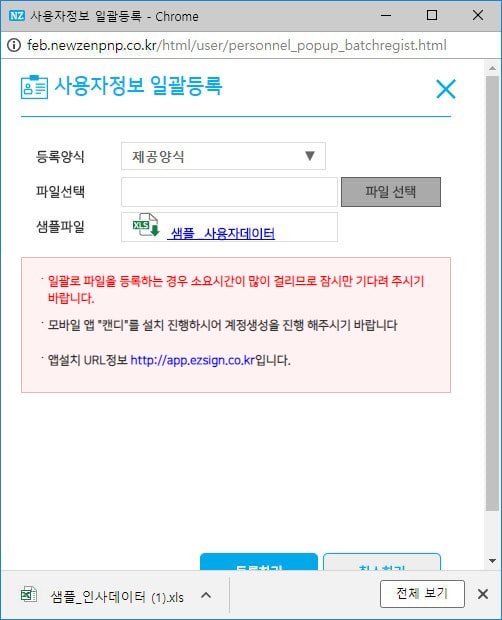 NZ 사용자정보 일괄등록 - Chrome
feb.newzenpnp.co.kr/html/user/personnel_popup_batchregist.html
사용자정보 일괄등록
등록양식 제공양식
파일선택 파일 선택
샘플파일 XLS 샘플_사용자데이터
· 일괄로 파일을 등록하는 경우 소요시간이 많이 걸리므로 잠시만 기다려 주시기
바랍니다.
· 모바일 앱 "캔디"를 설치 진행하시어 계정생성을 진행 해주시기 바랍니다
· 앱설치 URL정보 http://app.ezsign.co.kr입니다.
샘플_인사데이터 (1).xls 전체 보기